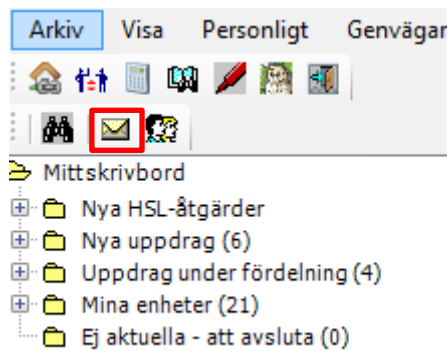 Arkiv Visa Personligt Genvägar
Mittskrivbord
Nya HSL-åtgärder
Nya uppdrag (6)
Uppdrag under fördelning (4)
Mina enheter (21)
Ej aktuella - att avsluta (0)